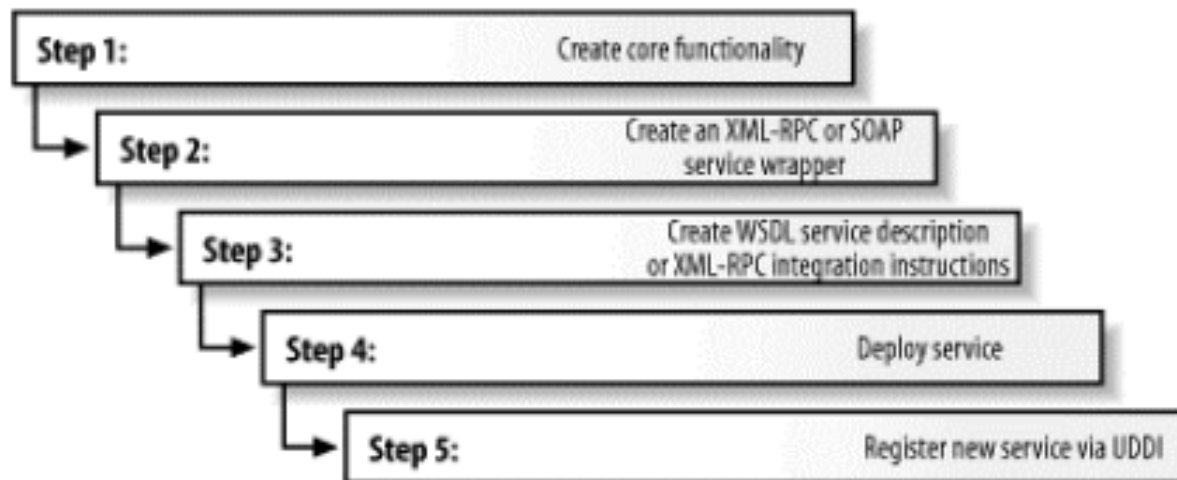 Step 1:
Create core functionality
Step 2:
Create an XML-RPC or SOAP
service wrapper
Step 3:
Create WSDL service description
or XML-RPC integration instructions
Step 4:
Deploy service
Step 5:
Register new service via UDDI